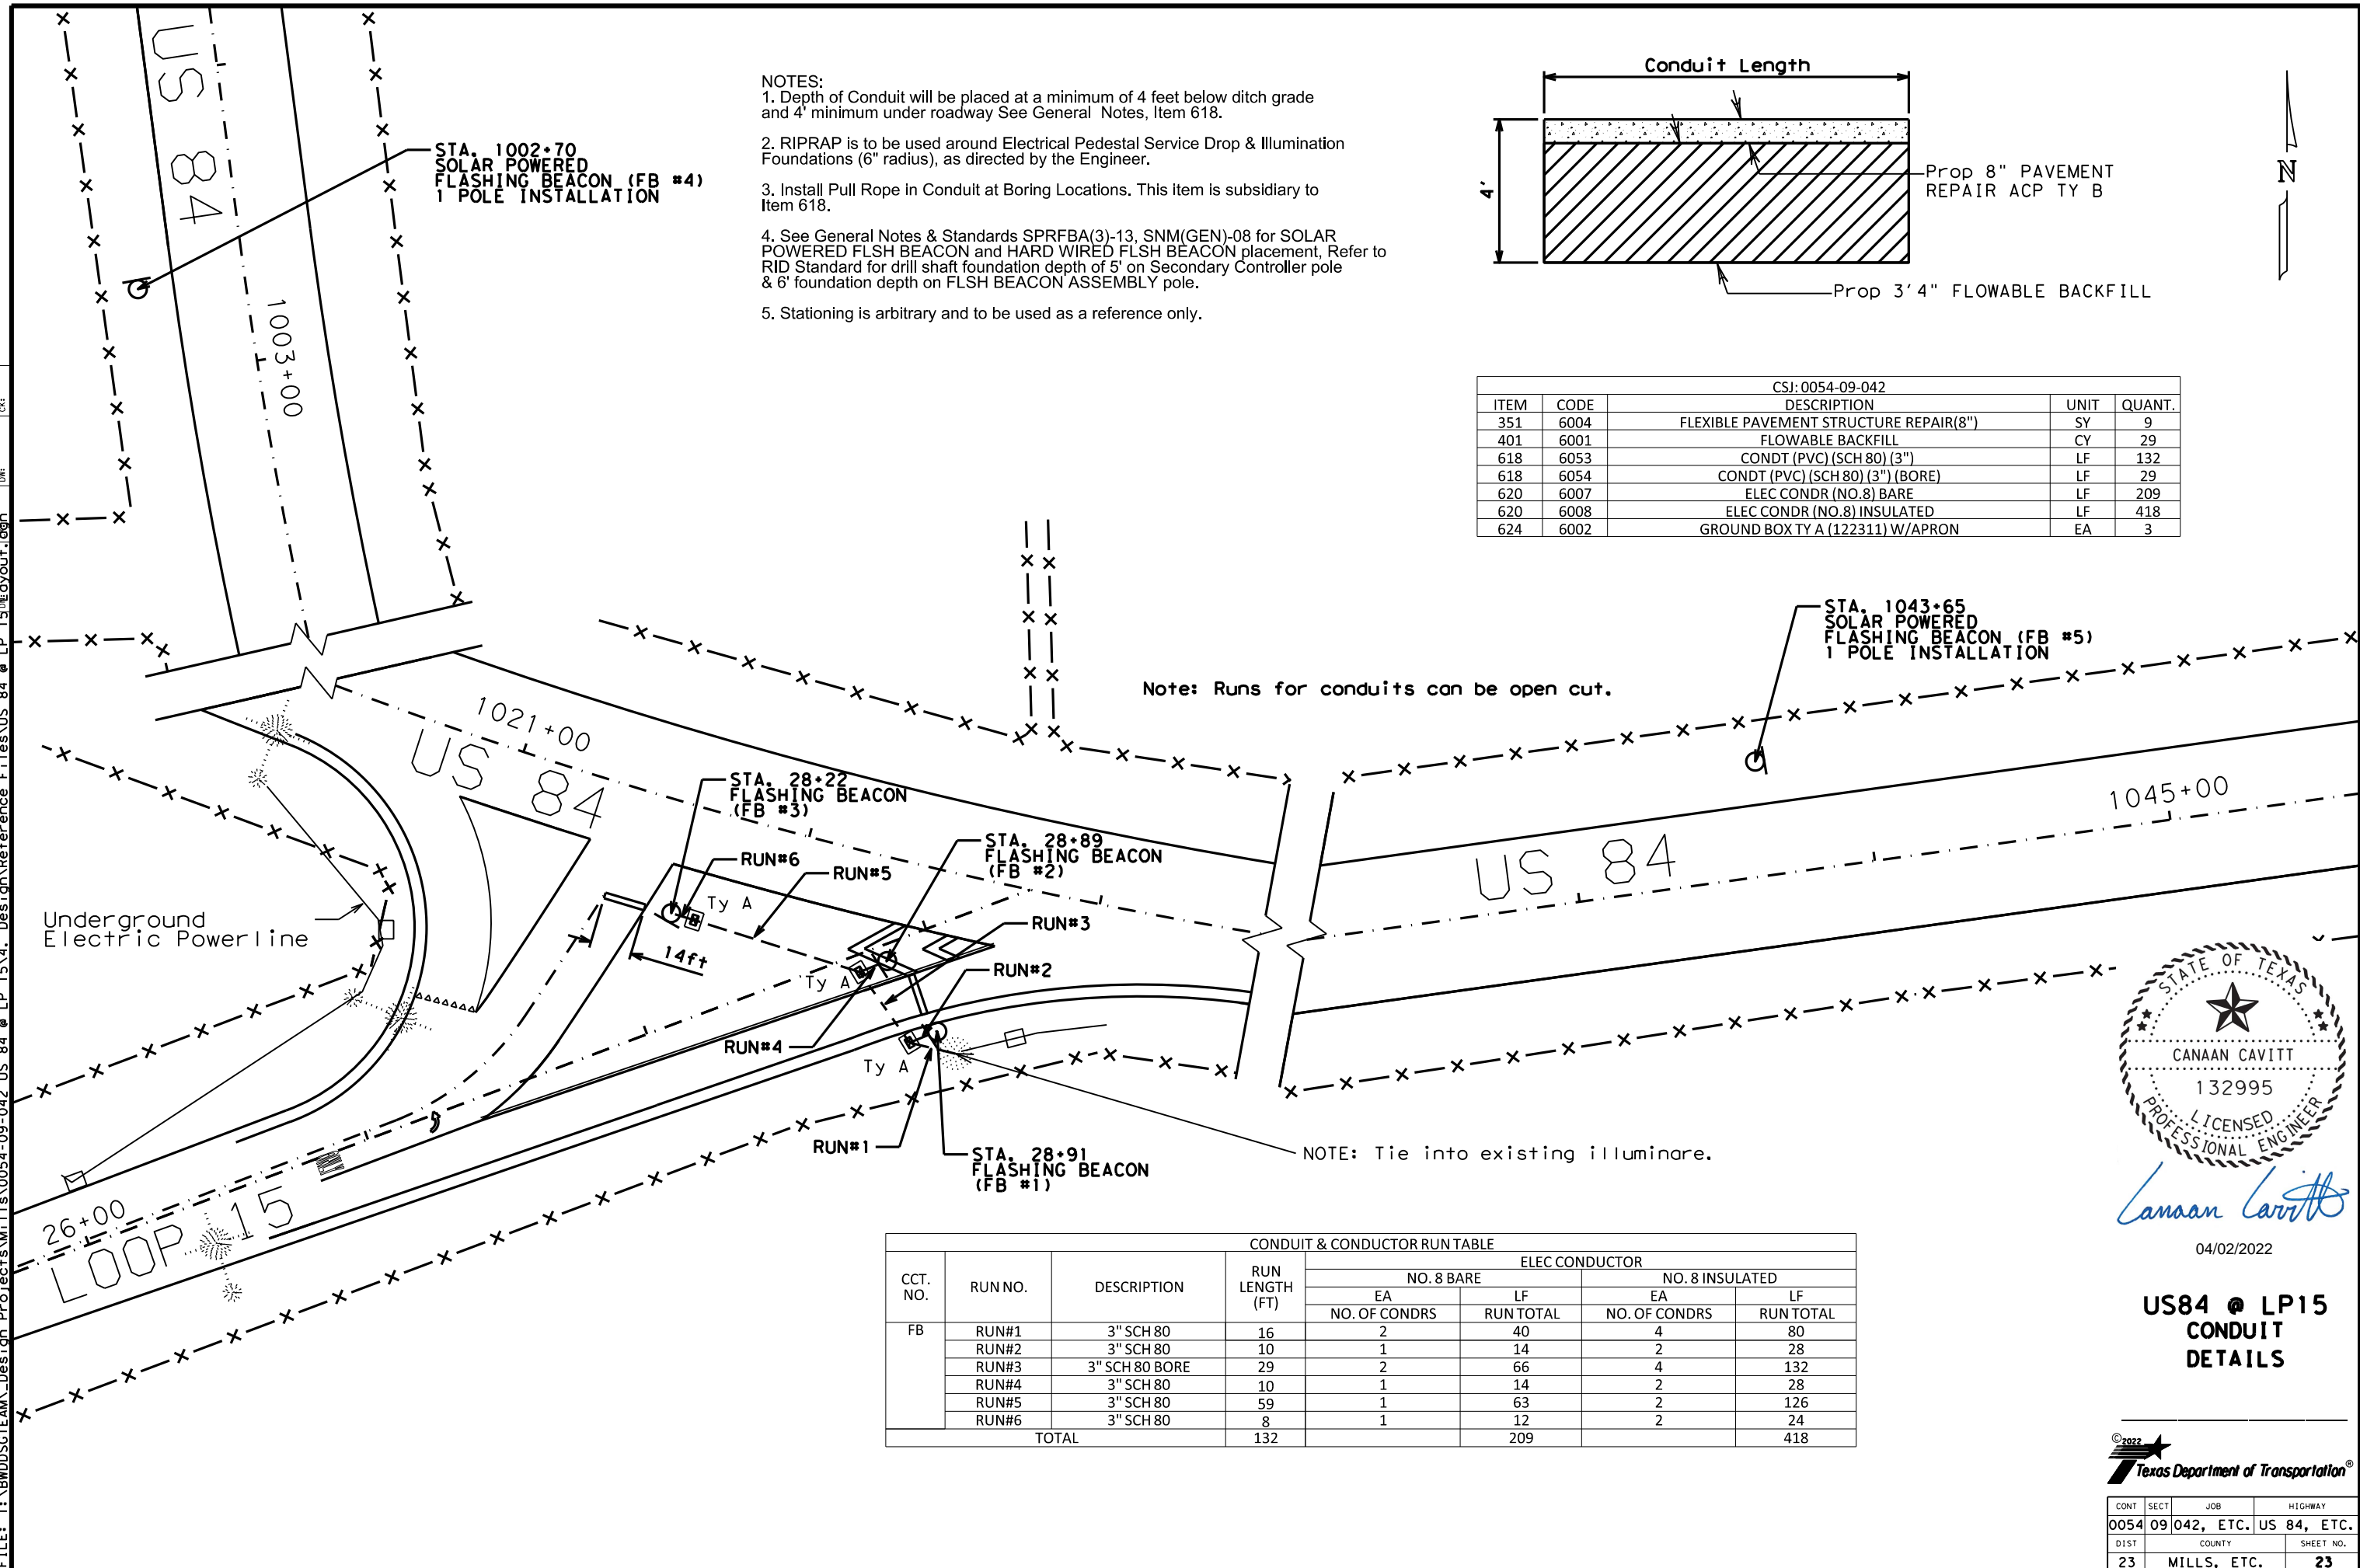 US 84
1003+00
STA. 1002+70
SOLAR POWERED
FLASHING BEACON (FB #4)
1 POLE INSTALLATION
NOTES:
1. Depth of Conduit will be placed at a minimum of 4 feet below ditch grade
and 4' minimum under roadway See General Notes, Item 618.
2. RIPRAP is to be used around Electrical Pedestal Service Drop & Illumination
Foundations (6" radius), as directed by the Engineer.
3. Install Pull Rope in Conduit at Boring Locations. This item is subsidiary to
Item 618.
4. See General Notes & Standards SPRFBA(3)-13, SNM(GEN)-08 for SOLAR
POWERED FLSH BEACON and HARD WIRED FLSH BEACON placement, Refer to
RID Standard for drill shaft foundation depth of 5' on Secondary Controller pole
& 6' foundation depth on FLSH BEACON ASSEMBLY pole.
5. Stationing is arbitrary and to be used as a reference only.
Conduit Length
4'
Prop 8" PAVEMENT
REPAIR ACP TY B
Prop 3'4" FLOWABLE BACKFILL
N
CSJ: 0054-09-042
ITEM CODE DESCRIPTION UNIT QUANT.
351 6004 FLEXIBLE PAVEMENT STRUCTURE REPAIR(8") SY 9
401 6001 FLOWABLE BACKFILL CY 29
618 6053 CONDT (PVC) (SCH 80) (3") LF 132
618 6054 CONDT (PVC) (SCH 80) (3") (BORE) LF 29
620 6007 ELEC CONDR (NO.8) BARE LF 209
620 6008 ELEC CONDR (NO.8) INSULATED LF 418
624 6002 GROUND BOX TY A (122311) W/APRON EA 3
STA. 1043+65
SOLAR POWERED
FLASHING BEACON (FB #5)
1 POLE INSTALLATION
Note: Runs for conduits can be open cut.
1021+00
US 84
STA. 28+22
FLASHING BEACON
(FB #3)
STA. 28+89
FLASHING BEACON
(FB #2)
RUN#6
RUN#5
Ty A
RUN#3
RUN#2
14ft
Ty A
RUN#4
Ty A
RUN#1
STA. 28+91
FLASHING BEACON
(FB #1)
NOTE: Tie into existing illuminare.
US 84
1045+00
Underground
Electric Powerline
26+00
LOOP 15
CONDUIT & CONDUCTOR RUN TABLE
CCT. NO. RUN NO. DESCRIPTION RUN LENGTH (FT) ELEC CONDUCTOR
NO. 8 BARE NO. 8 INSULATED
EA LF EA LF
NO. OF CONDRS RUN TOTAL NO. OF CONDRS RUN TOTAL
FB RUN#1 3" SCH 80 16 2 40 4 80
RUN#2 3" SCH 80 10 1 14 2 28
RUN#3 3" SCH 80 BORE 29 2 66 4 132
RUN#4 3" SCH 80 10 1 14 2 28
RUN#5 3" SCH 80 59 1 63 2 126
RUN#6 3" SCH 80 8 1 12 2 24
TOTAL 132 209 418
STATE OF TEXAS
CANAAN CAVITT
132995
LICENSED
PROFESSIONAL ENGINEER
Canaan Cavitt
04/02/2022
US84 @ LP15
CONDUIT
DETAILS
©2022
Texas Department of Transportation®
CONT SECT JOB HIGHWAY
0054 09 042, ETC. US 84, ETC.
DIST COUNTY SHEET NO.
23 MILLS, ETC. 23
CK:
DW: